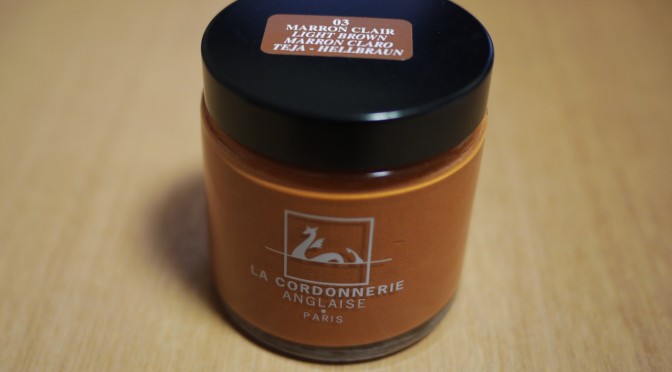 03
MARRON CLAIR
LIGHT BROWN
MARRON CLARO
TEJA - HELLBRAUN
LA CORDONNERIE
ANGLAISE
PARIS